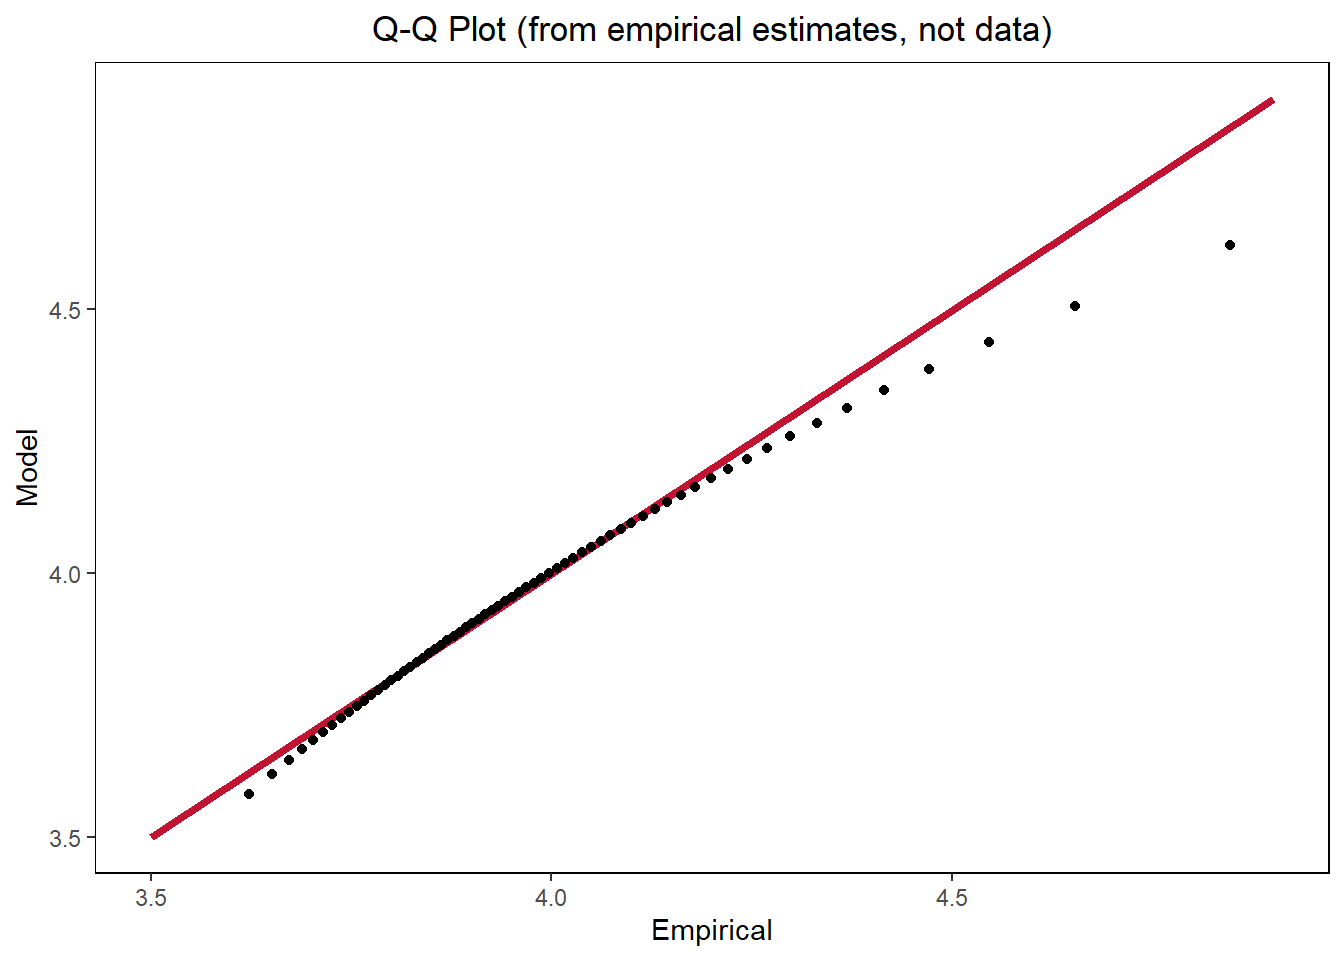 Q-Q Plot (from empirical estimates, not data)
Model
4.5
4.0
3.5
3.5 4.0 4.5
Empirical